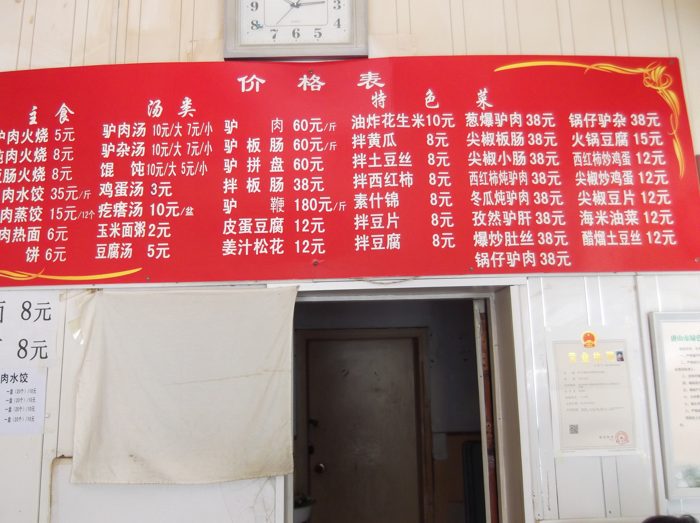 价格表
主食
汤类
特色菜
驴肉火烧 5元
肉火烧 8元
肠火烧 8元
肉水饺 35元/斤
肉蒸饺 15元/12个
肉热面 6元
饼 6元
驴肉汤 10元/大 7元/小
驴杂汤 10元/大 7元/小
馄饨 10元/大 5元/小
鸡蛋汤 3元
疙瘩汤 10元/盆
玉米面粥 2元
豆腐汤 5元
驴肉 60元/斤
驴板肠 60元/斤
驴拼盘 60元
拌板肠 38元
驴鞭 180元/斤
皮蛋豆腐 12元
姜汁松花 12元
油炸花生米 10元
拌黄瓜 8元
拌土豆丝 8元
拌西红柿 8元
素什锦 8元
拌豆片 8元
拌豆腐 8元
葱爆驴肉 38元
尖椒板肠 38元
尖椒小肠 38元
西红柿炖驴肉 38元
冬瓜炖驴肉 38元
孜然驴肝 38元
爆炒肚丝 38元
锅仔驴肉 38元
锅仔驴杂 38元
火锅豆腐 15元
西红柿炒鸡蛋 12元
尖椒炒鸡蛋 12元
尖椒豆片 12元
海米油菜 12元
醋熘土豆丝 12元
面 8元
8元
肉水饺
营业执照